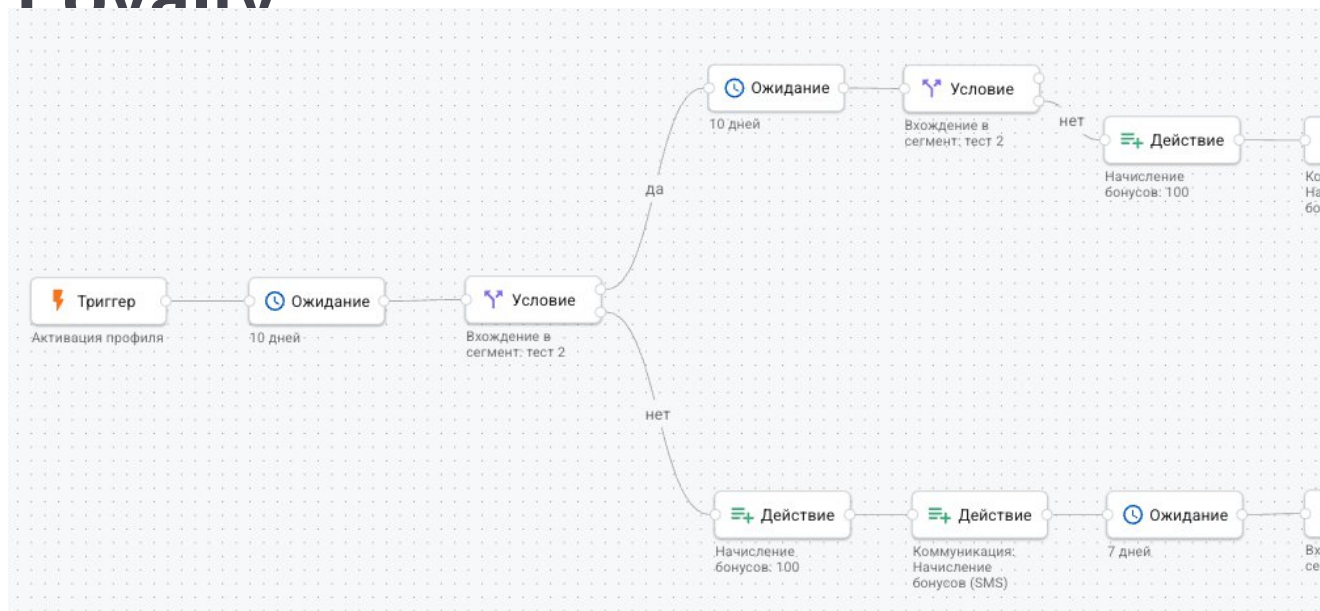 Ожидание
10 дней
Условие
Вхождение в
сегмент: тест 2
нет
Действие
Начисление
бонусов: 100
да
Триггер
Активация профиля
Ожидание
10 дней
Условие
Вхождение в
сегмент: тест 2
нет
Действие
Начисление
бонусов: 100
Действие
Коммуникация:
Начисление
бонусов (SMS)
Ожидание
7 дней